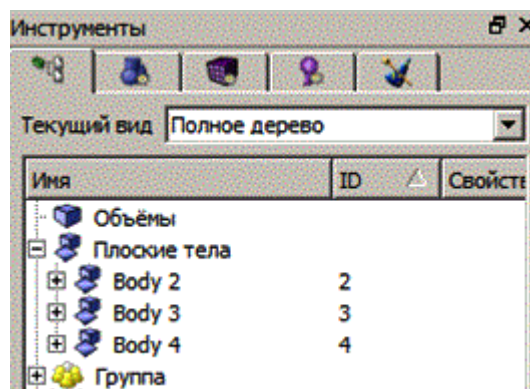 Инструменты
Текущий вид Полное дерево
Имя ID
Объёмы
Плоские тела
Body 2 2
Body 3 3
Body 4 4
Группа